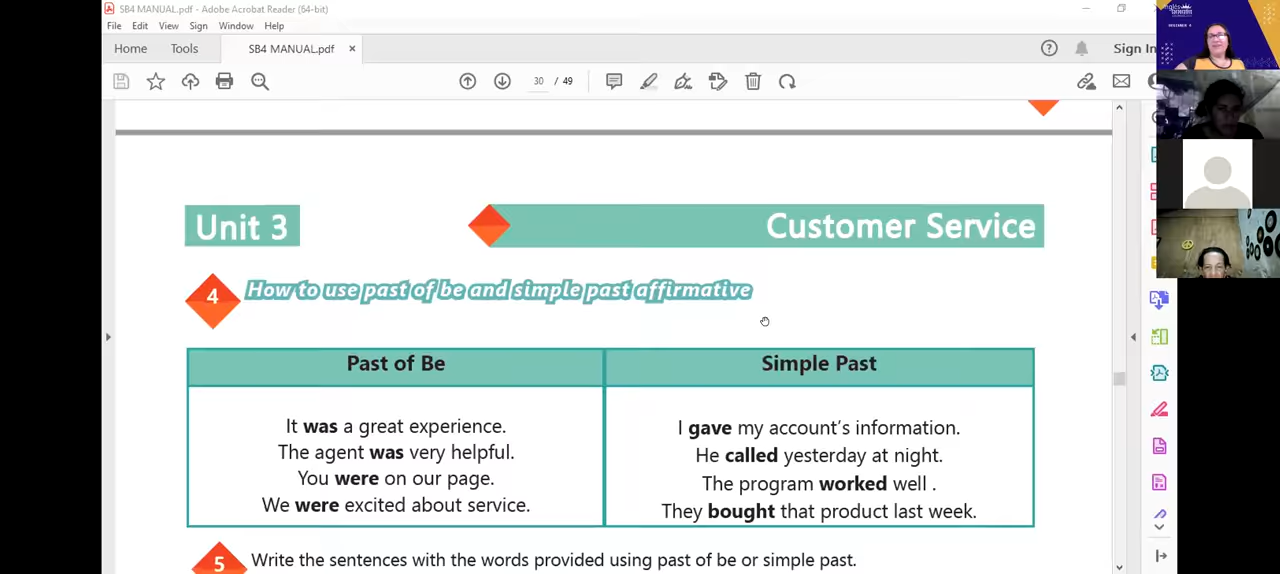 SB4 MANUAL.pdf - Adobe Acrobat Reader (64-bit)
File Edit View Sign Window Help
Home Tools SB4 MANUAL.pdf × Sign In
30 / 49
Unit 3 Customer Service
4 How to use past of be and simple past affirmative
Past of Be Simple Past
It was a great experience. I gave my account's information.
The agent was very helpful. He called yesterday at night.
You were on our page. The program worked well .
We were excited about service. They bought that product last week.
5 Write the sentences with the words provided using past of be or simple past.